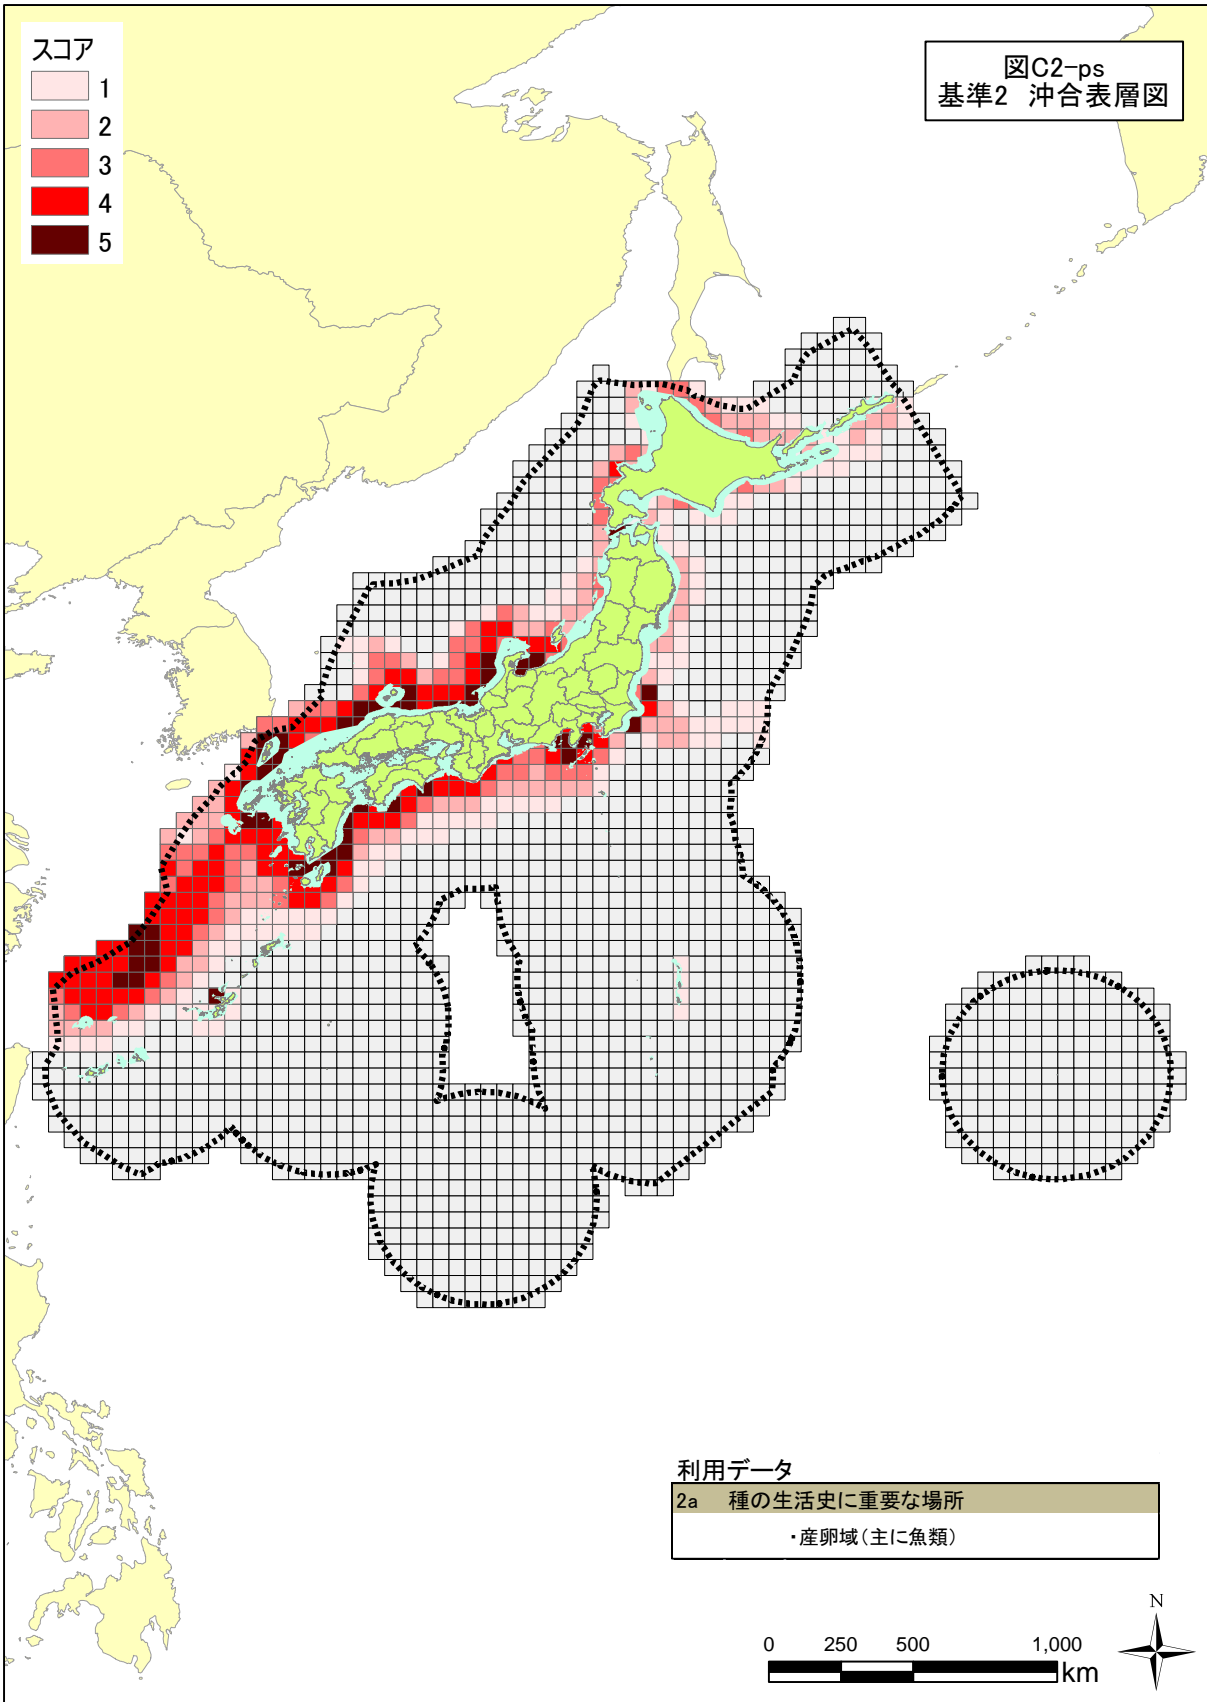 スコア
1
2
3
4
5
図C2-ps
基準2 沖合表層図
利用データ
2a 種の生活史に重要な場所
・産卵域(主に魚類)
N
0 250 500 1,000
km